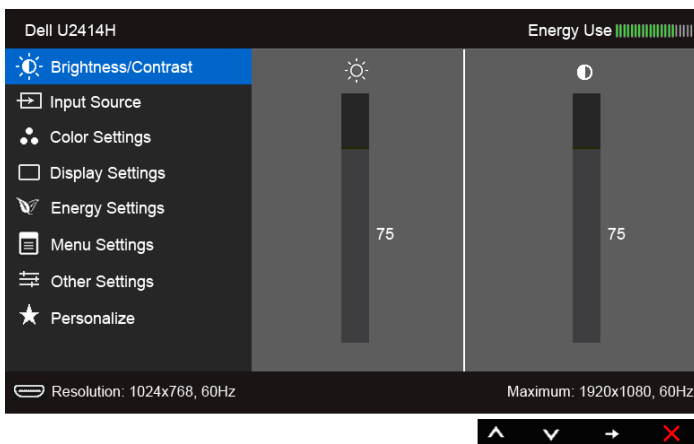 Dell U2414H
Energy Use
Brightness/Contrast
Input Source
Color Settings
Display Settings
Energy Settings
Menu Settings
Other Settings
Personalize
75
75
Resolution: 1024x768, 60Hz
Maximum: 1920x1080, 60Hz